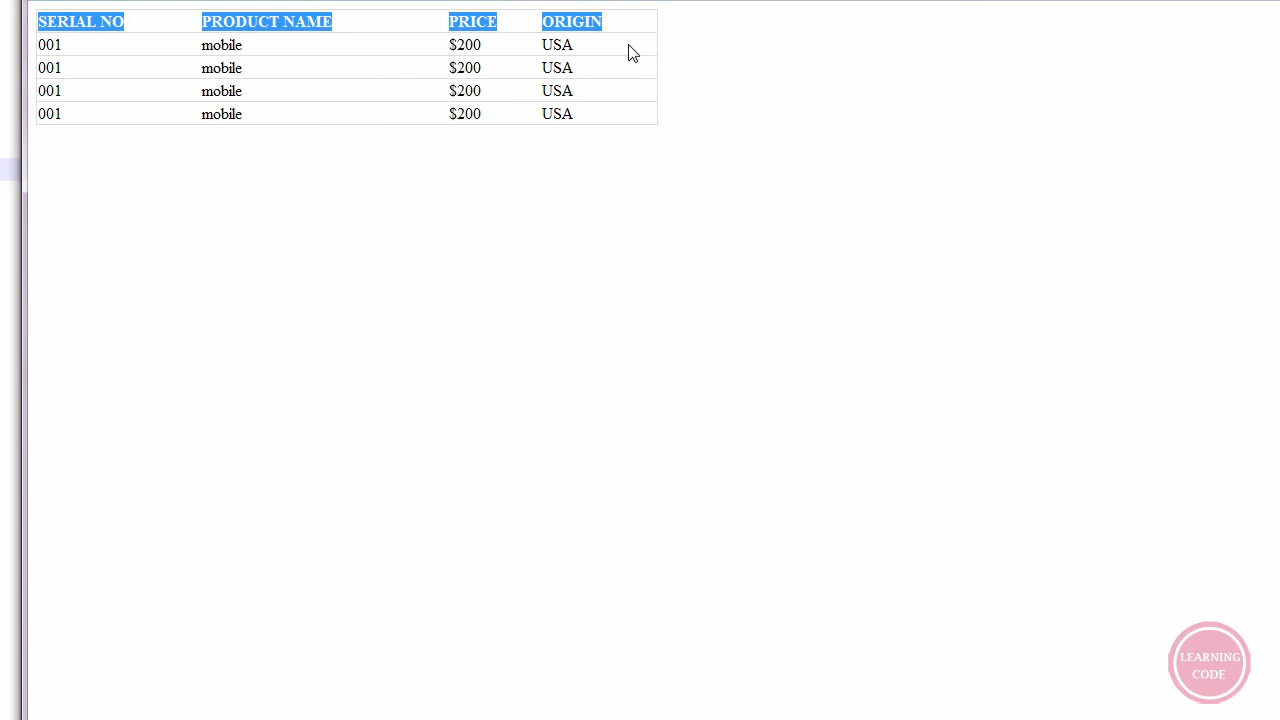 SERIAL NO PRODUCT NAME PRICE ORIGIN
001 mobile $200 USA
001 mobile $200 USA
001 mobile $200 USA
001 mobile $200 USA
LEARNING
CODE